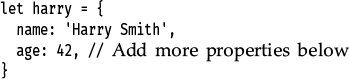 let harry = {
  name: 'Harry Smith',
  age: 42, // Add more properties below
}